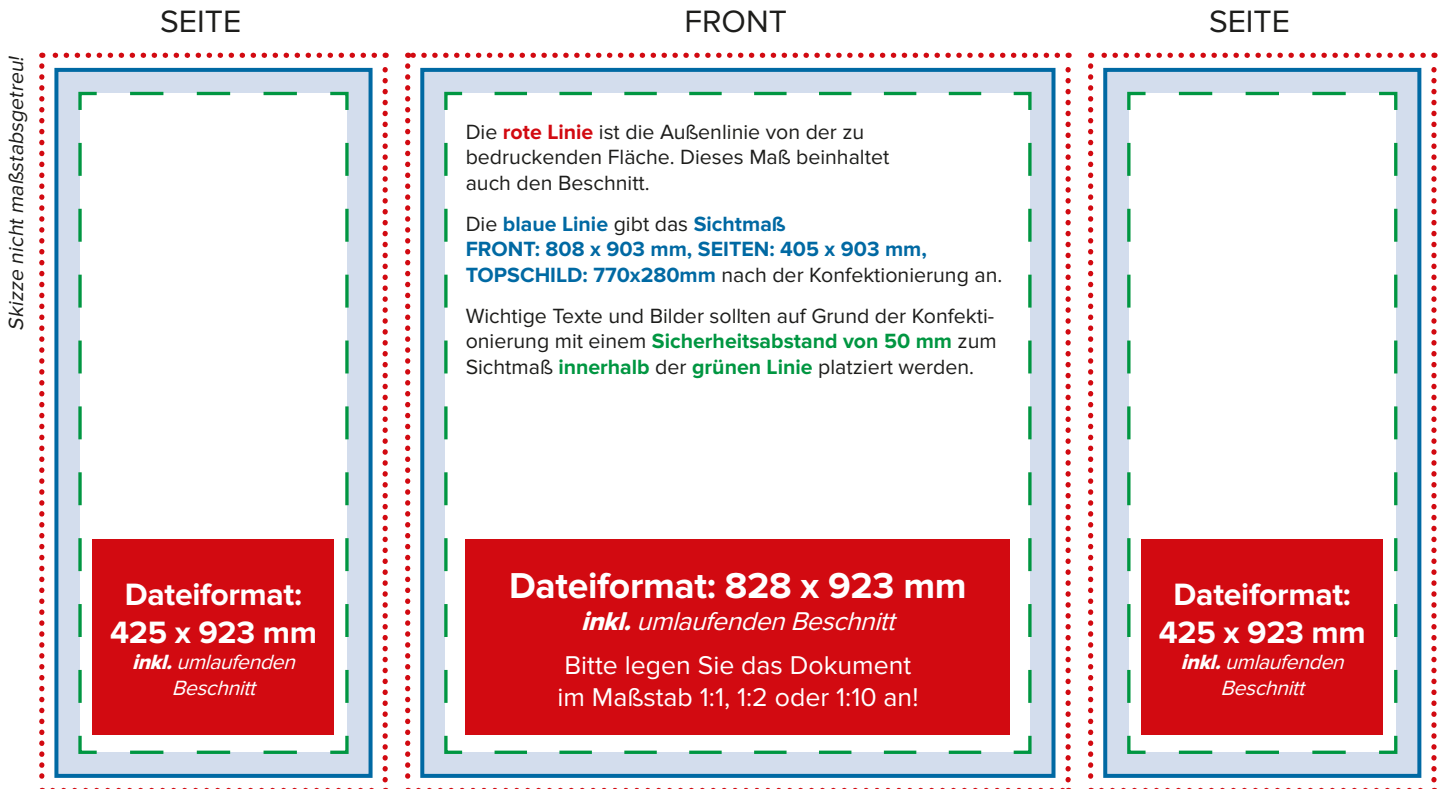 SEITE
FRONT
SEITE
Skizze nicht maßstabsgetreu!
Die rote Linie ist die Außenlinie von der zu
bedruckenden Fläche. Dieses Maß beinhaltet
auch den Beschnitt.
Die blaue Linie gibt das Sichtmaß
FRONT: 808 x 903 mm, SEITEN: 405 x 903 mm,
TOPSCHILD: 770x280mm nach der Konfektionierung an.
Wichtige Texte und Bilder sollten auf Grund der Konfekti-
onierung mit einem Sicherheitsabstand von 50 mm zum
Sichtmaß innerhalb der grünen Linie platziert werden.
Dateiformat:
425 x 923 mm
inkl. umlaufenden
Beschnitt
Dateiformat: 828 x 923 mm
inkl. umlaufenden Beschnitt
Bitte legen Sie das Dokument
im Maßstab 1:1, 1:2 oder 1:10 an!
Dateiformat:
425 x 923 mm
inkl. umlaufenden
Beschnitt